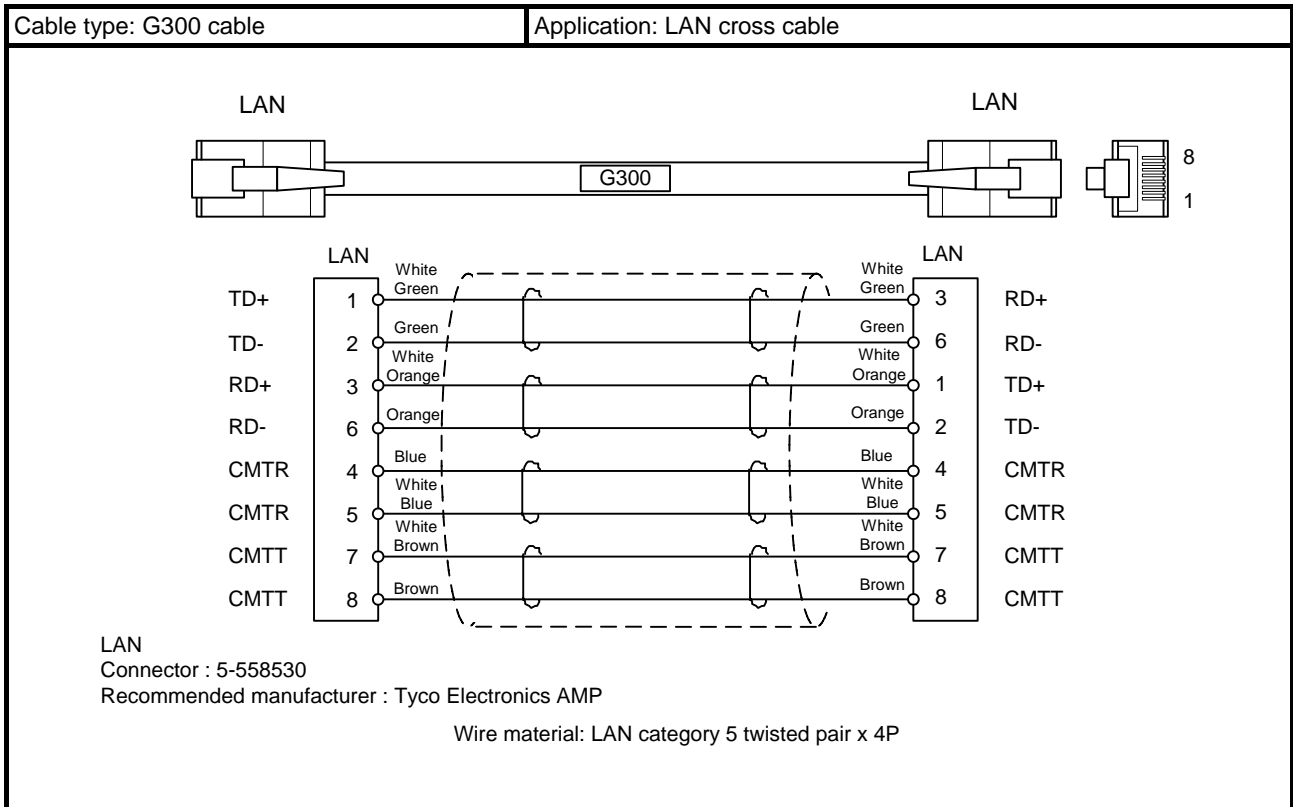 Cable type: G300 cable
Application: LAN cross cable
LAN
LAN
G300
8
1
LAN
LAN
TD+ 1 White Green White Green 3 RD+
TD- 2 Green Green 6 RD-
RD+ 3 White Orange White Orange 1 TD+
RD- 6 Orange Orange 2 TD-
CMTR 4 Blue Blue 4 CMTR
CMTR 5 White Blue White Blue 5 CMTR
CMTT 7 White Brown White Brown 7 CMTT
CMTT 8 Brown Brown 8 CMTT
LAN
Connector : 5-558530
Recommended manufacturer : Tyco Electronics AMP
Wire material: LAN category 5 twisted pair x 4P